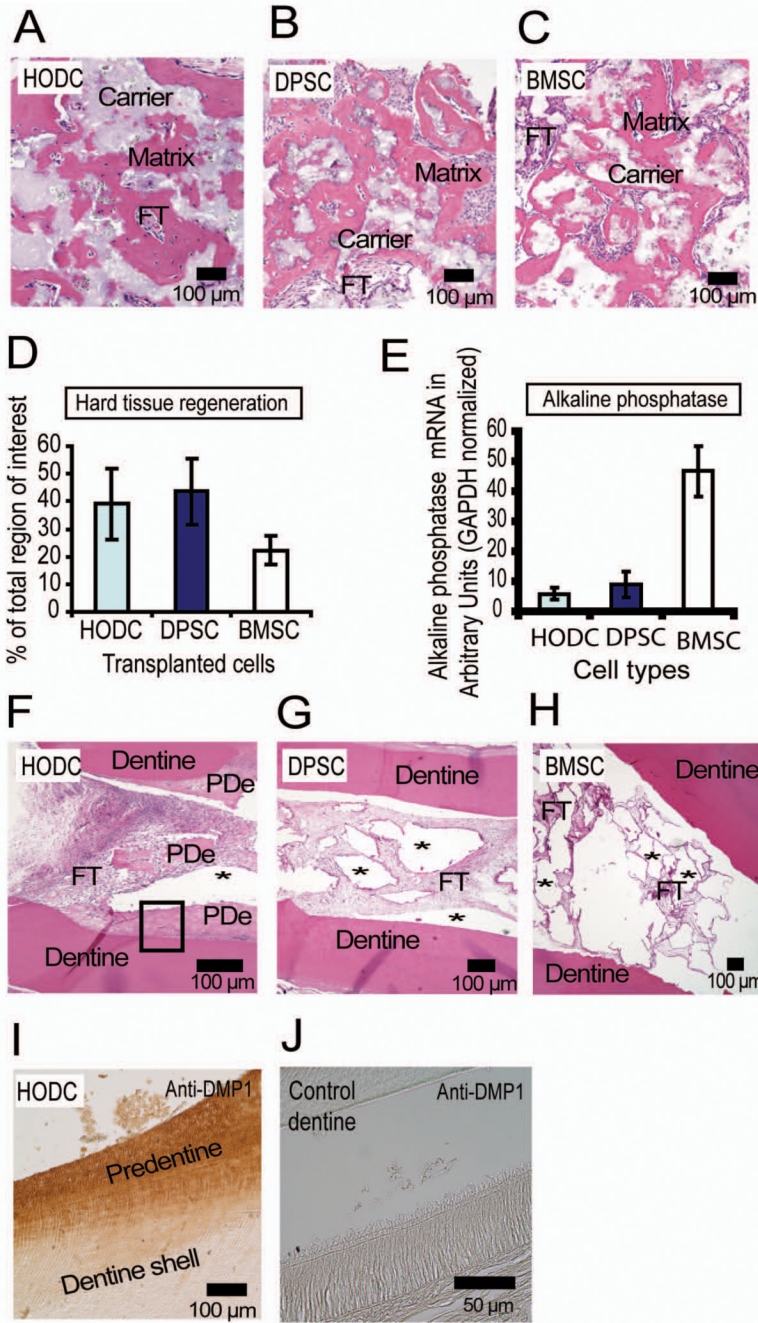 A
HODC
Carrier
Matrix
FT
100 µm
B
DPSC
Matrix
Carrier
FT
100 µm
C
BMSC
FT
Matrix
Carrier
100 µm
D
Hard tissue regeneration
% of total region of interest
60
50
40
30
20
10
0
HODC DPSC BMSC
Transplanted cells
E
Alkaline phosphatase
Alkaline phosphatase mRNA in
Arbitrary Units (GAPDH normalized)
60
50
40
30
20
10
0
HODC DPSC BMSC
Cell types
F
HODC
Dentine
PDe
PDe
FT
*
PDe
Dentine
100 µm
G
DPSC
Dentine
*
*
FT
*
Dentine
100 µm
H
BMSC
Dentine
FT
*
*
*
FT
Dentine
100 µm
I
HODC
Anti-DMP1
Predentine
Dentine shell
100 µm
J
Control
dentine
Anti-DMP1
50 µm